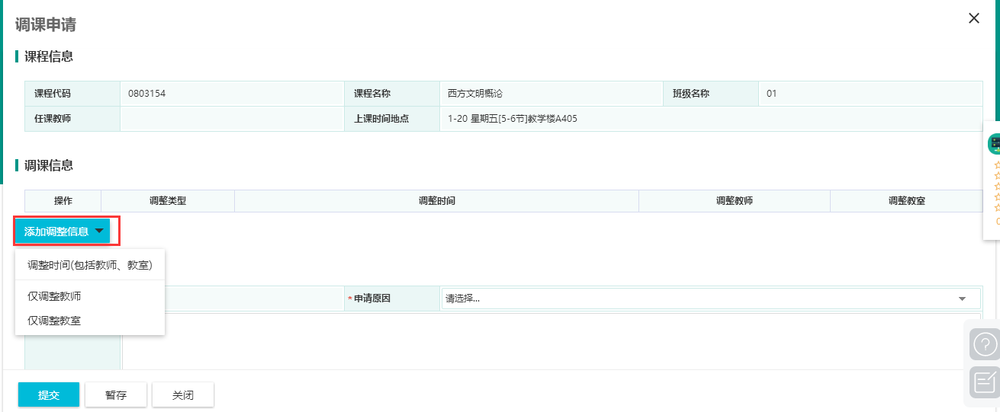 调课申请
课程信息
课程代码 0803154 课程名称 西方文明概论 班级名称 01
任课教师 上课时间地点 1-20 星期五[5-6节]教学楼A405
调课信息
操作 调整类型 调整时间 调整教师 调整教室
添加调整信息
调整时间(包括教师、教室)
仅调整教师
仅调整教室
*申请原因 请选择...
提交 暂存 关闭